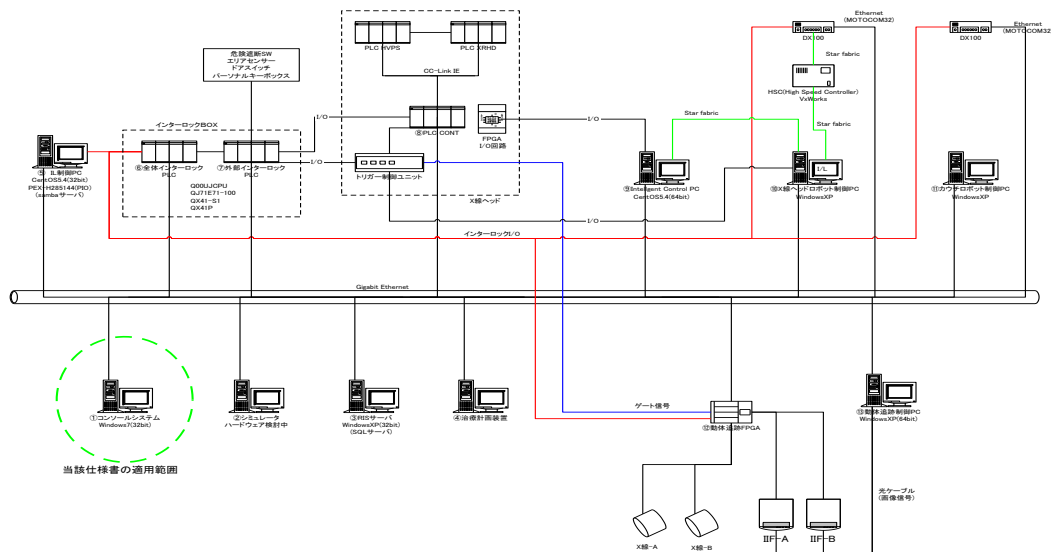 Ethernet
(MOTOCOM32)
DX100
Ethernet
(MOTOCOM32
DX100
PLC HVPS
PLC XRHD
危険遮断SW
エリアセンサー
ドアスイッチ
パーソナルキーボックス
Star fabric
CC-Link IE
HSC(High Speed Controller)
VxWorks
Star fabric
Star fabric
インターロックBOX
I/O
⑧PLC CONT
FPGA
I/O回路
I/O
⑤ IL制御PC
CentOS5.4(32bit)
PEX-H285144(PIO)
(sambaサーバ)
⑥全体インターロック
PLC
⑦外部インターロック
PLC
I/O
トリガー制御ユニット
Q00UJCPU
QJ71E71-100
QX41-S1
QX41P
X線ヘッド
⑨Inteligent Control PC
CentOS5.4(64bit)
I/L
⑩X線ヘッドロボット制御PC
WindowsXP
⑪カウチロボット制御PC
WindowsXP
I/O
インターロックI/O
Gigabit Ethernet
①コンソールシステム
Windows7(32bit)
②シミュレータ
ハードウェア検討中
③RISサーバ
WindowsXP(32bit)
(SQLサーバ)
④治療計画装置
ゲート信号
⑫動体追跡FPGA
⑬動体追跡制御PC
WindowsXP(64bit)
当該仕様書の適用範囲
光ケーブル
(画像信号)
X線-A
X線-B
IIF-A
IIF-B